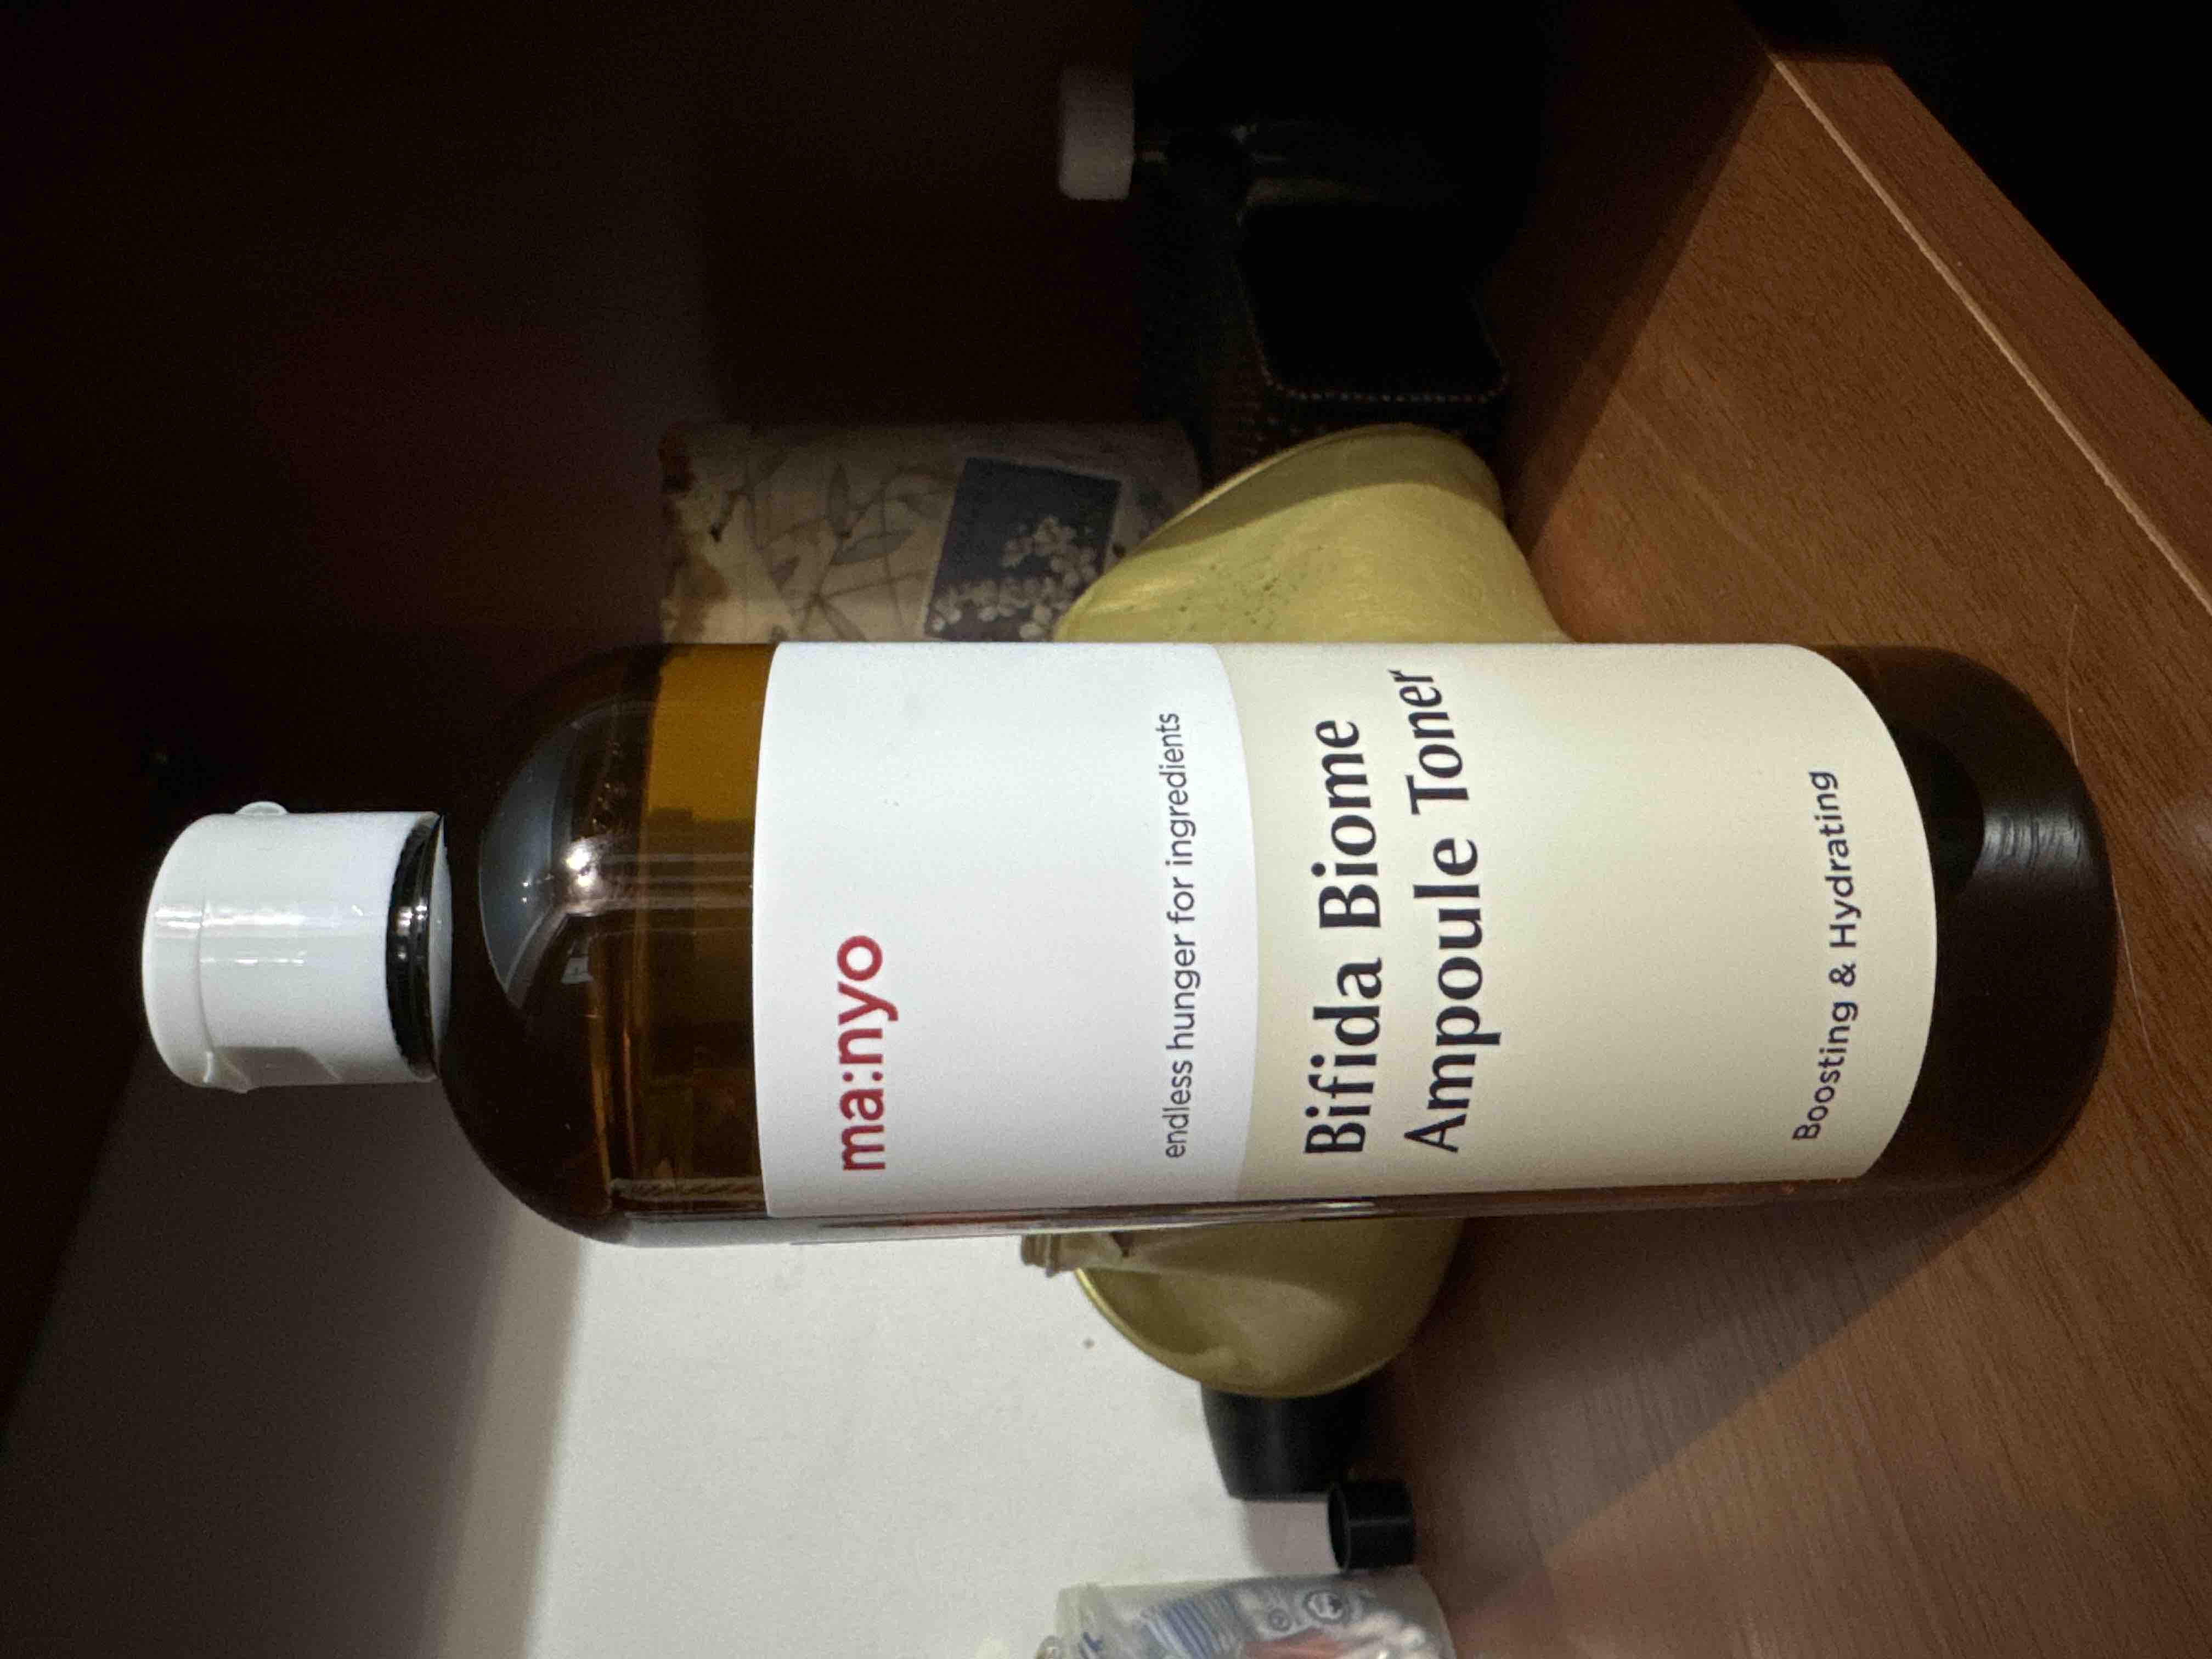 ma:nyo
endless hunger for ingredients
Bifida Biome
Ampoule Toner
Boosting & Hydrating